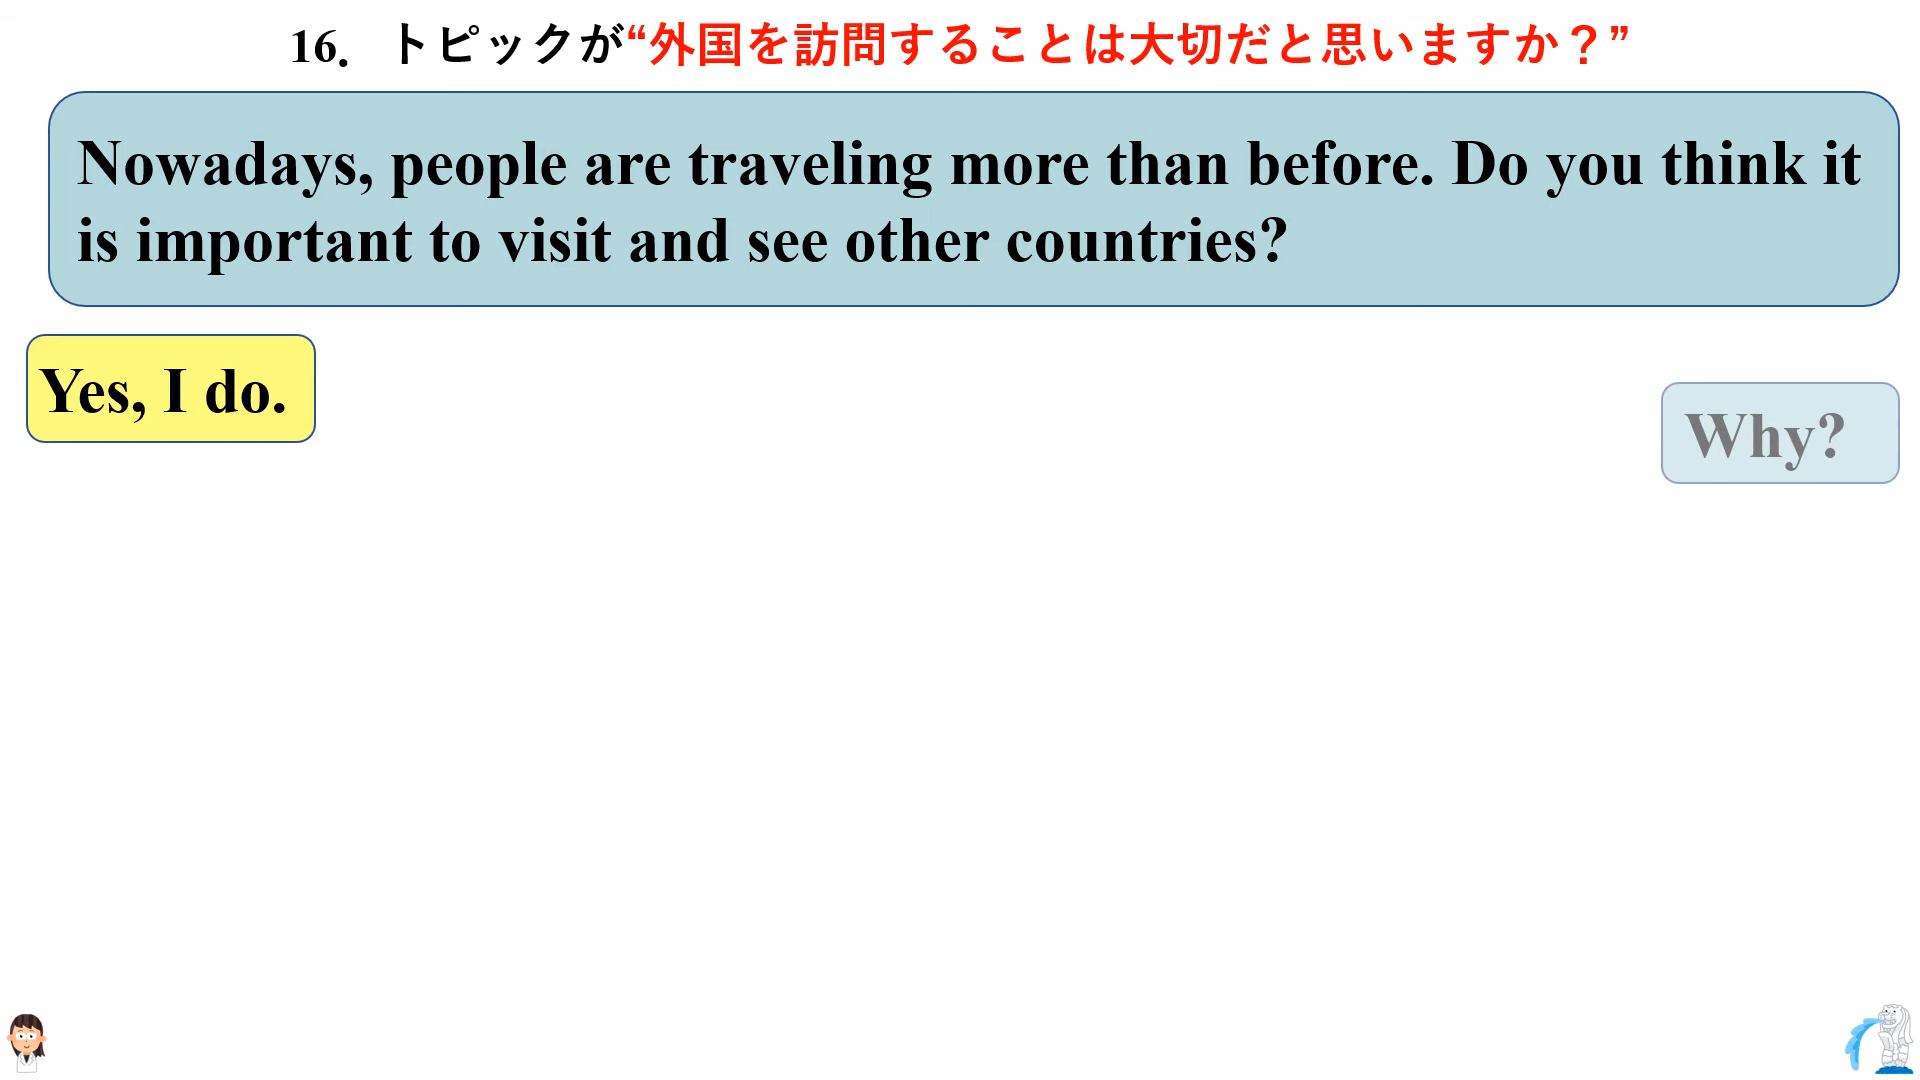 16.　トピックが“外国を訪問することは大切だと思いますか？”
Nowadays, people are traveling more than before. Do you think it
is important to visit and see other countries?
Yes, I do.
Why?